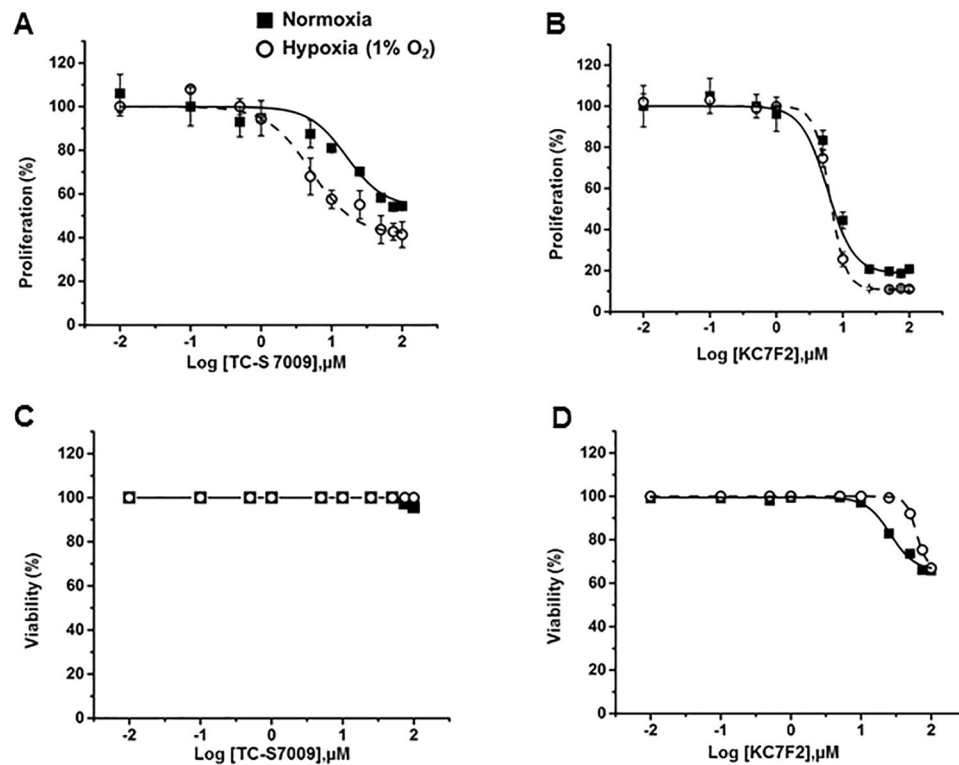 A
■ Normoxia
○ Hypoxia (1% O₂)
120
100
80
60
40
20
0
Proliferation (%)
-2 -1 0 1 2
Log [TC-S 7009],µM
B
120
100
80
60
40
20
0
Proliferation (%)
-2 -1 0 1 2
Log [KC7F2],µM
C
120
100
80
60
40
20
0
Viability (%)
-2 -1 0 1 2
Log [TC-S7009],µM
D
120
100
80
60
40
20
0
Viability (%)
-2 -1 0 1 2
Log [KC7F2],µM